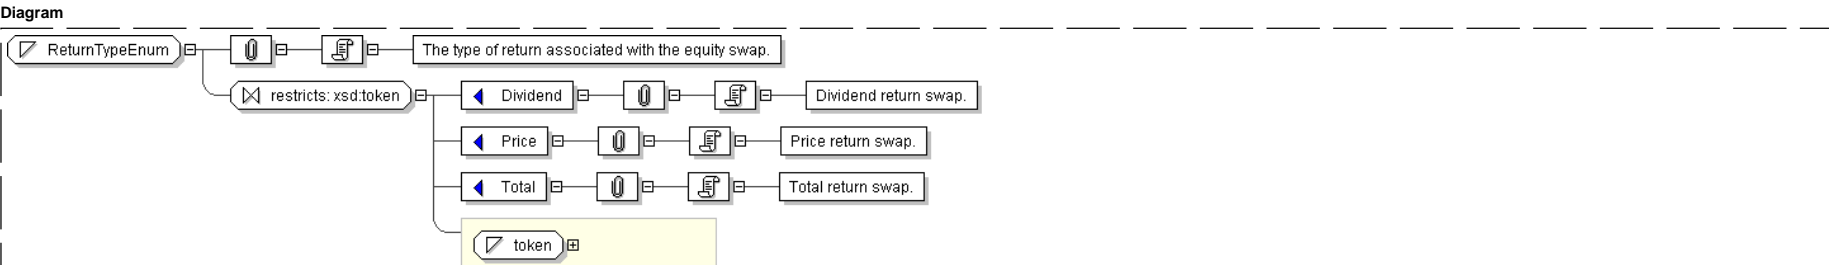 Diagram
ReturnTypeEnum The type of return associated with the equity swap.
restricts: xsd:token Dividend Dividend return swap.
Price Price return swap.
Total Total return swap.
token